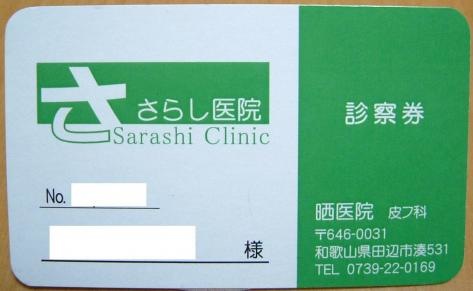 さ さらし医院
Sarashi Clinic
No.
様
診察券
晒医院 皮フ科
〒646-0031
和歌山県田辺市湊531
TEL 0739-22-0169